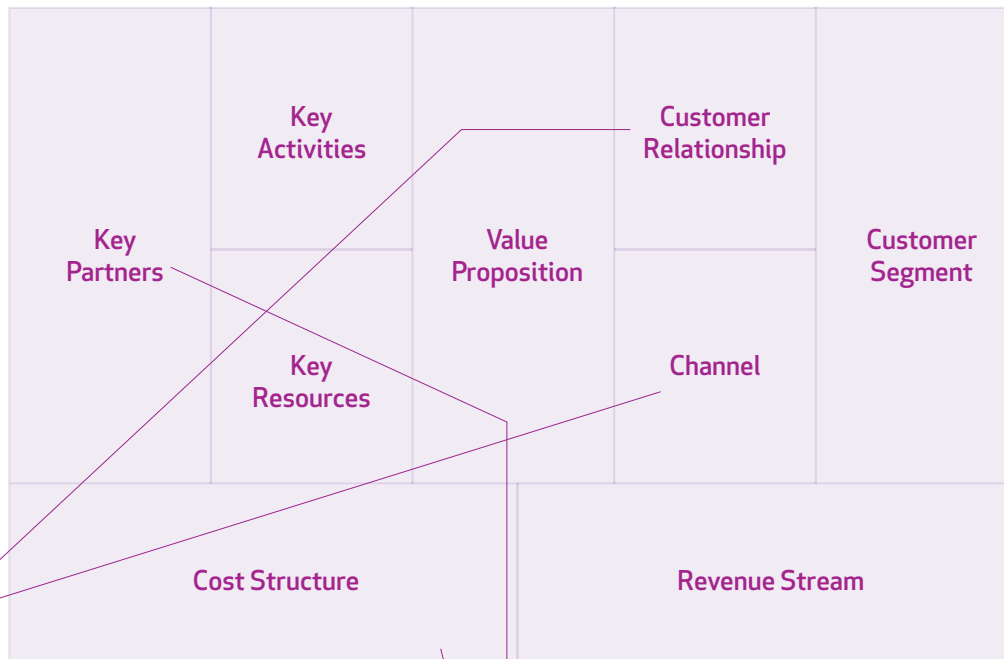 Key
Partners
Key
Activities
Key
Resources
Value
Proposition
Customer
Relationship
Channel
Customer
Segment
Cost Structure
Revenue Stream